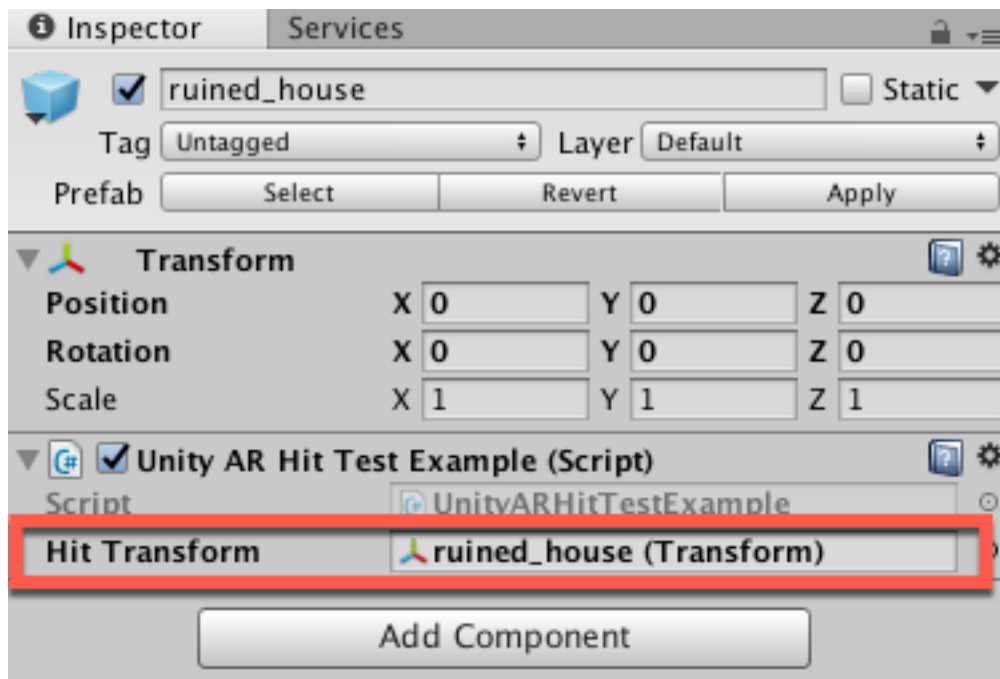 Inspector Services
ruined_house Static
Tag Untagged Layer Default
Prefab Select Revert Apply
Transform
Position X 0 Y 0 Z 0
Rotation X 0 Y 0 Z 0
Scale X 1 Y 1 Z 1
Unity AR Hit Test Example (Script)
Script UnityARHitTestExample
Hit Transform ruined_house (Transform)
Add Component